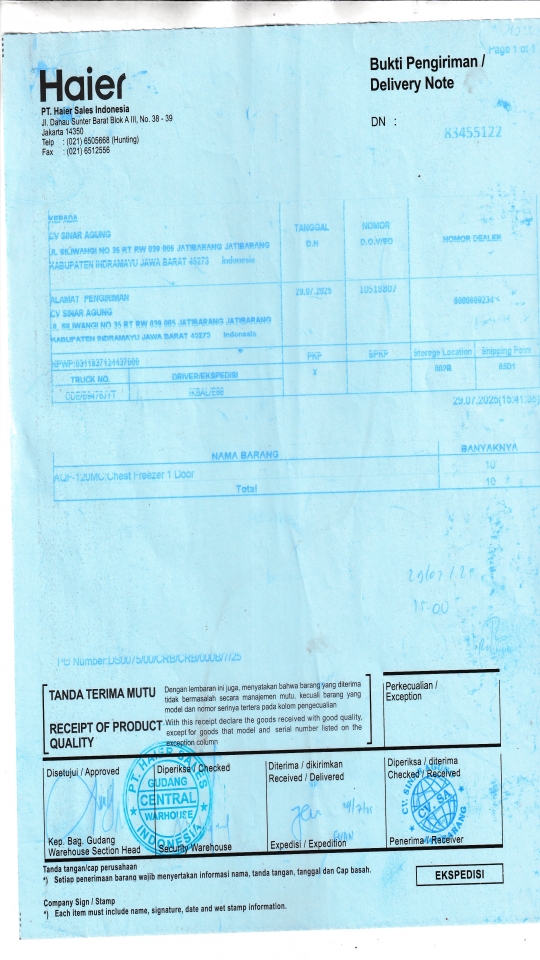 Page 1 of 1
Haier
Bukti Pengiriman /
Delivery Note
PT. Haier Sales Indonesia
Jl. Danau Sunter Barat Blok A III, No. 38 - 39
Jakarta 14350
Telp : (021) 6505668 (Hunting)
Fax : (021) 6512556
DN :
83455122
KEPADA
CV SINAR AGUNG
JL. SILIWANGI NO 35 RT RW 039 005 JATIBARANG JATIBARANG
KABUPATEN INDRAMAYU JAWA BARAT 45273 Indonesia
TANGGAL
D.N
NOMOR
D.O.W/SO
NOMOR DEALER
ALAMAT PENGIRIMAN
CV SINAR AGUNG
JL. SILIWANGI NO 35 RT RW 039 005 JATIBARANG JATIBARANG
KABUPATEN INDRAMAYU JAWA BARAT 45273 Indonesia
29.07.2025
10518807
PKP
SPKP
Storage Location
Shipping Point
TRUCK NO.
DRIVER/EKSPEDISI
X
002B
29.07.2025
NAMA BARANG
BANYAKNYA
AQF-120MC:Chest Freezer 1 Door
10
Total
10
15.00
TANDA TERIMA MUTU
Dengan lembaran ini juga, menyatakan bahwa barang yang diterima
tidak bermasalah secara manajemen mutu, kecuali barang yang
model dan nomor serinya tertera pada kolom pengecualian
RECEIPT OF PRODUCT
QUALITY
With this receipt declare the goods received with good quality,
except for goods that model and serial number listed on the
exception column
Perkecualian /
Exception
Disetujui / Approved
Diperiksa / Checked
Diterima / dikirimkan
Received / Delivered
Diperiksa / diterima
Checked / Received
PT. HAIER SALES
GUDANG
CENTRAL
WARHOUSE
INDONESIA
Kep. Bag. Gudang
Warehouse Section Head
Security Warehouse
Expedisi / Expedition
Penerima / Receiver
Tanda tangan/cap perusahaan
*) Setiap penerimaan barang wajib menyertakan informasi nama, tanda tangan, tanggal dan Cap basah.
EKSPEDISI
Company Sign / Stamp
*) Each item must include name, signature, date and wet stamp information.